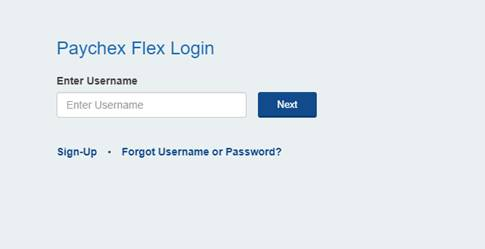 Paychex Flex Login
Enter Username
Enter Username Next
Sign-Up • Forgot Username or Password?